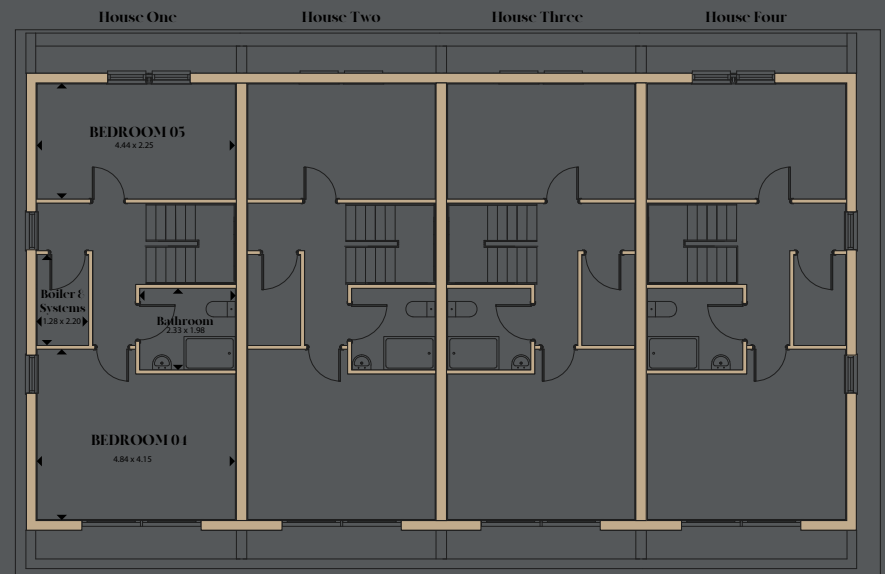 House One
House Two
House Three
House Four
BEDROOM 05
4.44 x 2.25
Boiler &
Systems
1.28 x 2.20
Bathroom
2.33 x 1.98
BEDROOM 04
4.84 x 4.15